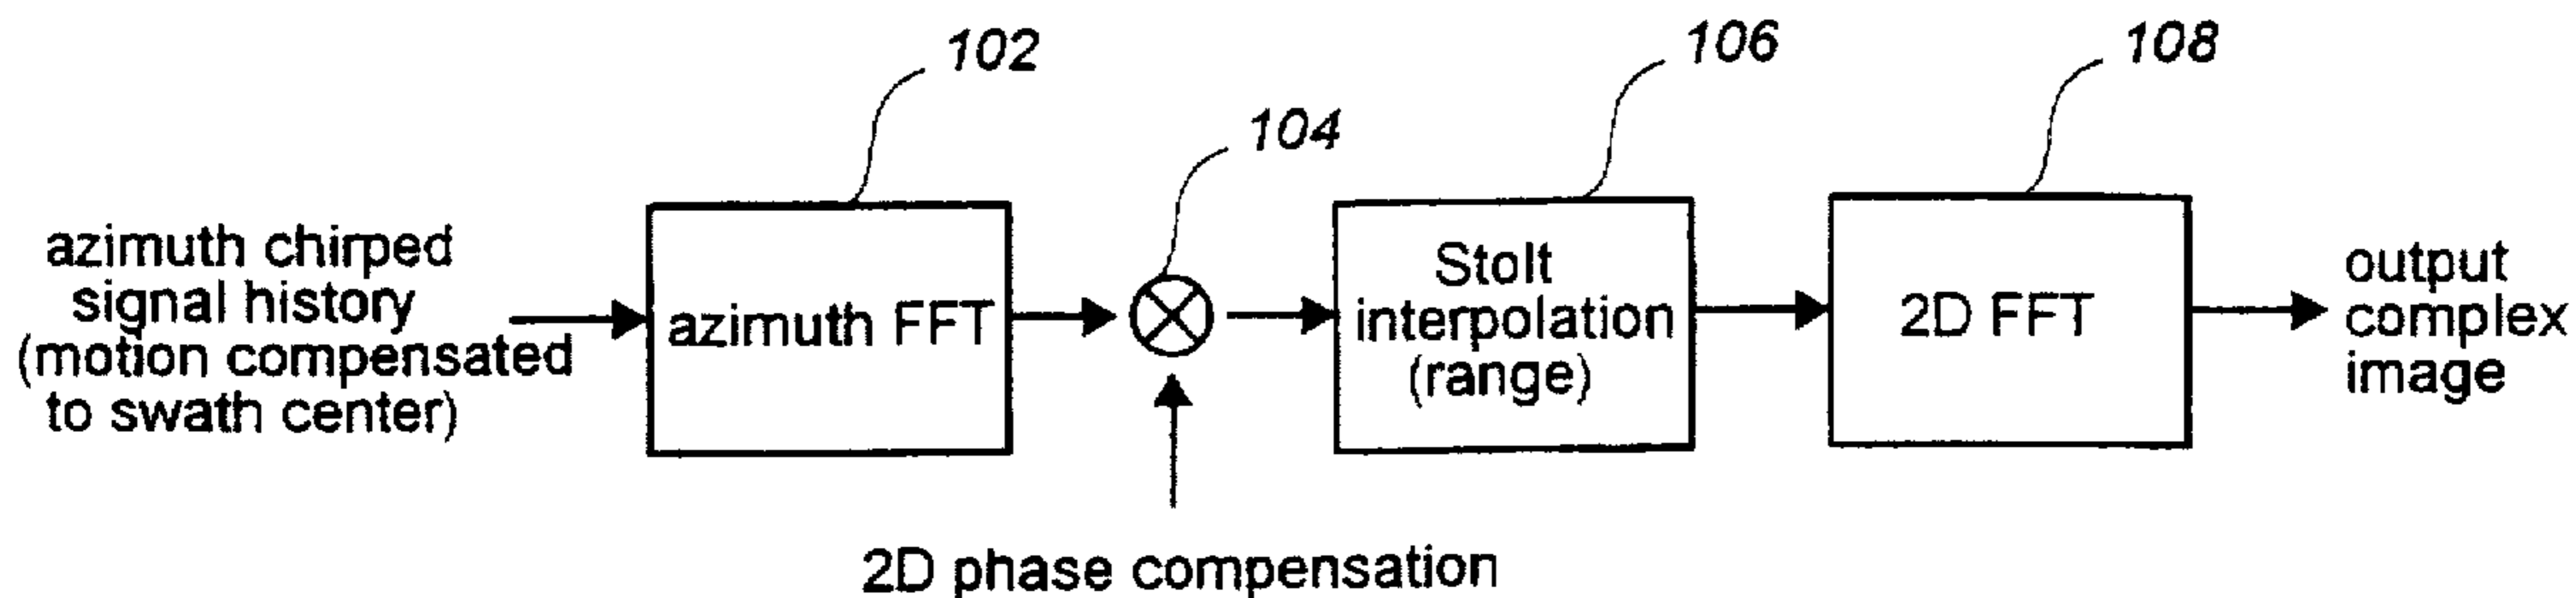 102
106
108
104
azimuth chirped
signal history
(motion compensated
to swath center)
azimuth FFT
Stolt
interpolation
(range)
2D FFT
output
complex
image
2D phase compensation